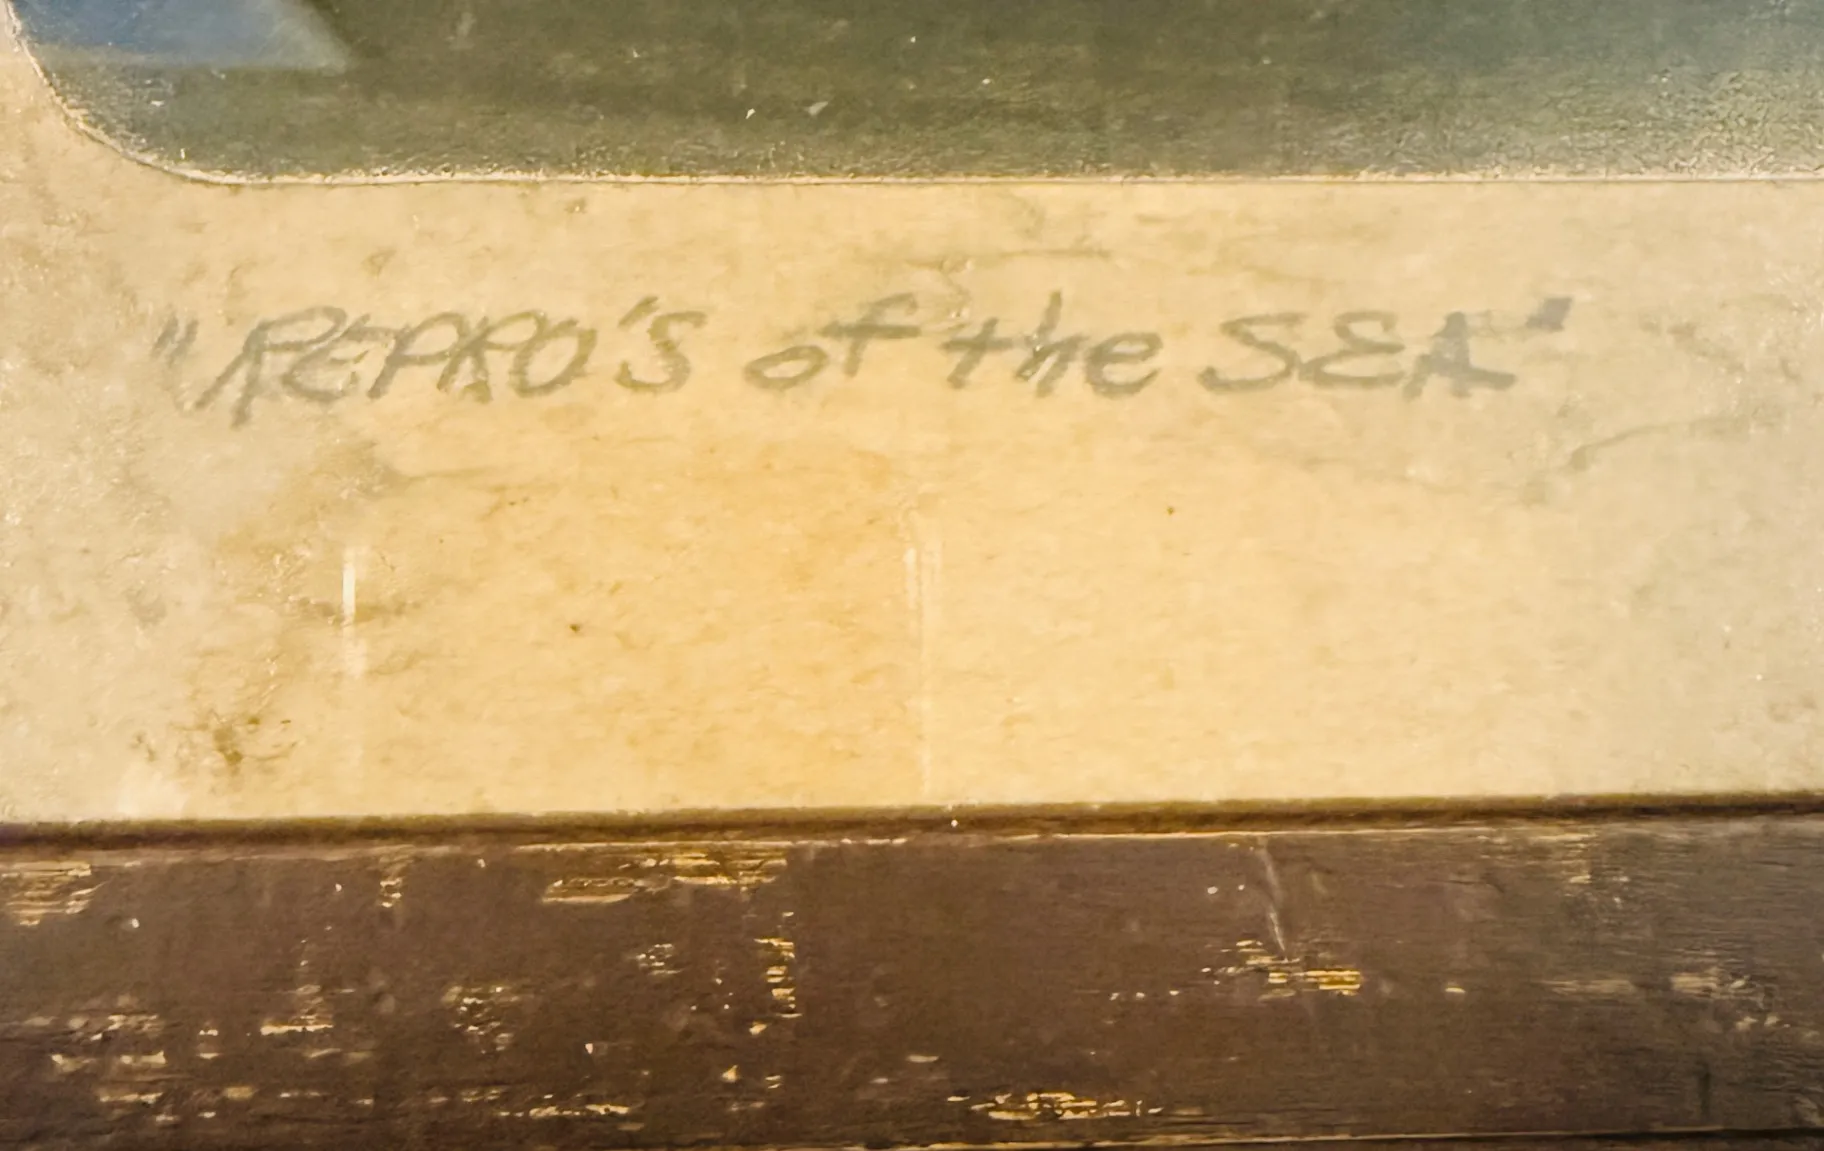 "REPRO'S of the SEA"